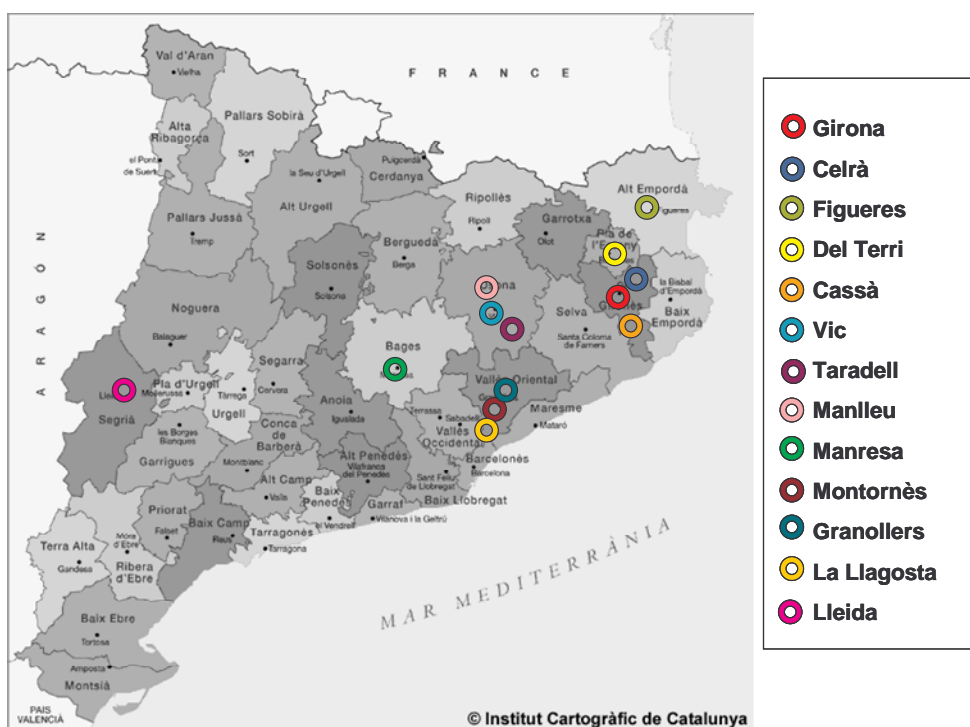 Val d'Aran
Vielha
F R A N C E
Pallars Sobirà
Alta
Ribagorça
el Pont
de Suert
Sort
Puigcerdà
Cerdanya
la Seu d'Urgell
Alt Urgell
Ripollès
Ripoll
Alt Empordà
Figueres
Garrotxa
Olot
Pla de
l'Estany
Pallars Jussà
Tremp
Berguedà
Berga
Solsonès
Solsona
la Bisbal
d'Empordà
Baix
Empordà
Selva
Santa Coloma
de Farners
A R A G Ó N
Noguera
Balaguer
Bages
Segarra
Cervera
Vallès Oriental
Pla d'Urgell
Mollerussa
Tàrrega
Urgell
Anoia
Igualada
Terrassa
Sabadell
Vallès
Occidental
Maresme
Mataró
Segrià
les Borges
Blanques
Garrigues
Conca
de
Barberà
Montblanc
Alt Penedès
Vilafranca
del Penedès
Barcelonès
Barcelona
Sant Feliu
de Llobregat
Baix Llobregat
Alt Camp
Valls
Baix
Penedès
el Vendrell
Garraf
Vilanova i la Geltrú
Priorat
Falset
Baix Camp
Reus
Tarragonès
Tarragona
Terra Alta
Gandesa
Móra
d'Ebre
Ribera
d'Ebre
MAR MEDITERRÀNIA
Baix Ebre
Tortosa
Amposta
Montsià
PAIS
VALENCIÀ
© Institut Cartogràfic de Catalunya
Girona
Celrà
Figueres
Del Terri
Cassà
Vic
Taradell
Manlleu
Manresa
Montornès
Granollers
La Llagosta
Lleida